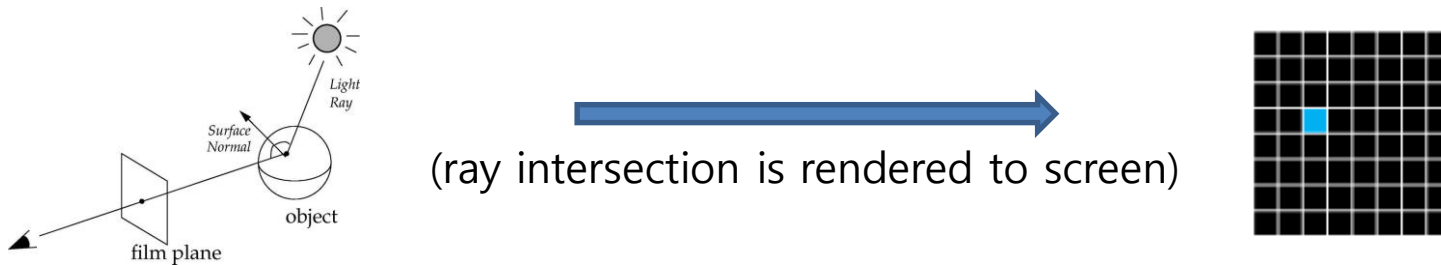 Light
Ray
Surface
Normal
object
film plane
(ray intersection is rendered to screen)